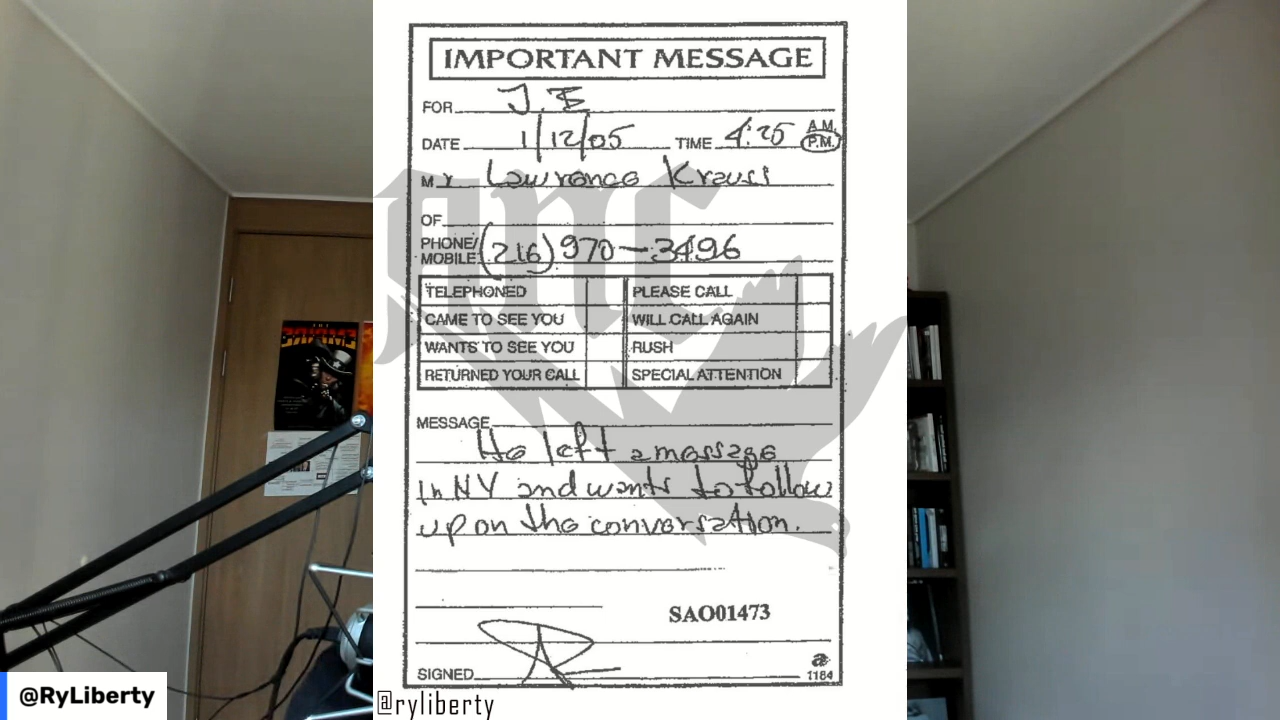 IMPORTANT MESSAGE
FOR J.E
DATE 1/12/05 TIME 4:25 A.M. P.M.
Mr Lawrence Krauss
OF
PHONE/ MOBILE (216) 970-3496
TELEPHONED PLEASE CALL
CAME TO SEE YOU WILL CALL AGAIN
WANTS TO SEE YOU RUSH
RETURNED YOUR CALL SPECIAL ATTENTION
MESSAGE
He left a message
in NY and wants to follow
up on the conversation.
SAO01473
SIGNED
1184
@RyLiberty
@ryliberty